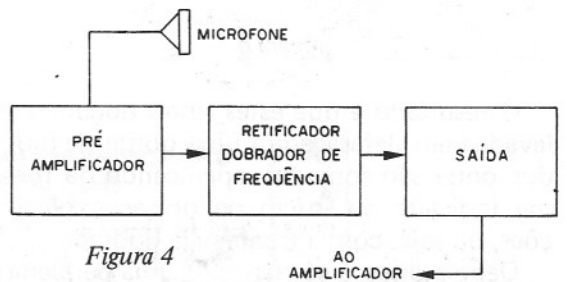 MICROFONE
PRÉ
AMPLIFICADOR
RETIFICADOR
DOBRADOR DE
FREQUÊNCIA
SAÍDA
Figura 4
AO
AMPLIFICADOR